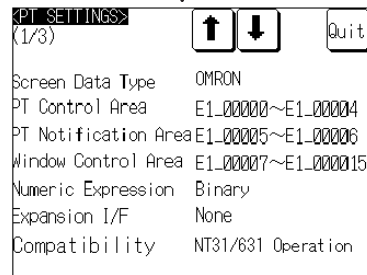 <PT SETTINGS>
(1/3)
Quit
Screen Data Type OMRON
PT Control Area E1_00000～E1_00004
PT Notification Area E1_00005～E1_00006
Window Control Area E1_00007～E1_000015
Numeric Expression Binary
Expansion I/F None
Compatibility NT31/631 Operation